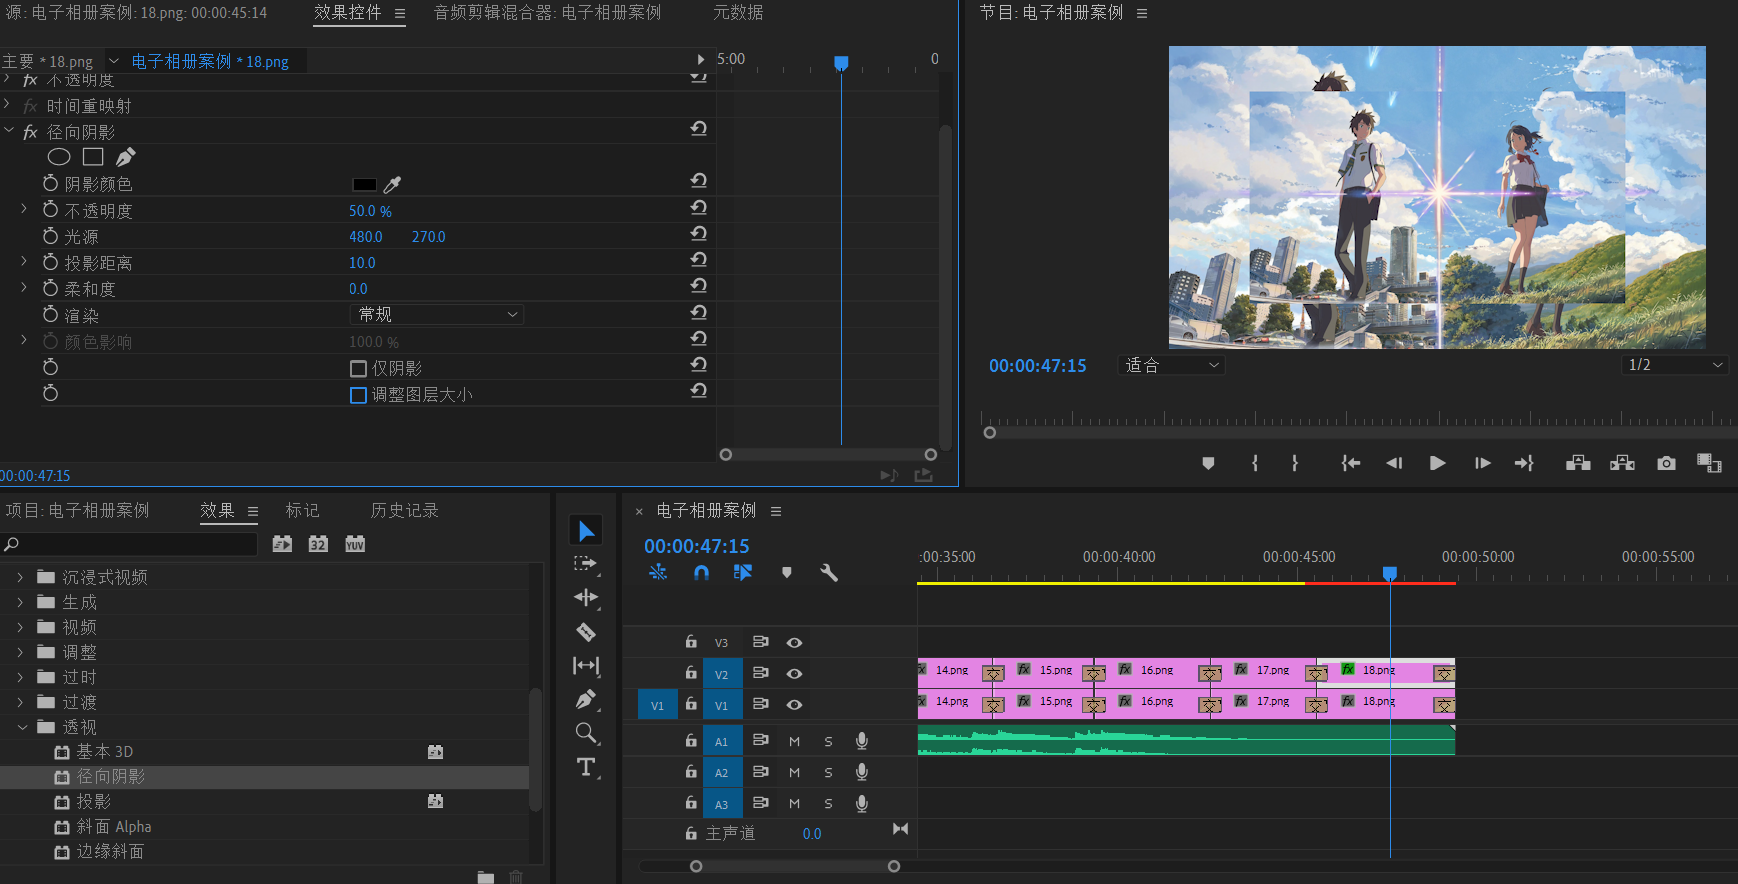 源: 电子相册案例: 18.png: 00:00:45:14
效果控件
音频剪辑混合器: 电子相册案例
元数据
主要 * 18.png
电子相册案例 * 18.png
5:00
0
fx 不透明度
fx 时间重映射
fx 径向阴影
阴影颜色
不透明度 50.0 %
光源 480.0 270.0
投影距离 10.0
柔和度 0.0
渲染 常规
颜色影响 100.0 %
仅阴影
调整图层大小
00:00:47:15
节目: 电子相册案例
00:00:47:15
适合
1/2
项目: 电子相册案例
效果
标记
历史记录
32
YUV
沉浸式视频
生成
视频
调整
过时
过渡
透视
基本 3D
径向阴影
投影
斜面 Alpha
边缘斜面
T
× 电子相册案例
00:00:47:15
:00:35:00
00:00:40:00
00:00:45:00
00:00:50:00
00:00:55:00
V3
V2
fx 14.png fx 15.png fx 16.png fx 17.png fx 18.png
V1 V1
fx 14.png fx 15.png fx 16.png fx 17.png fx 18.png
A1 M S
A2 M S
A3 M S
主声道 0.0